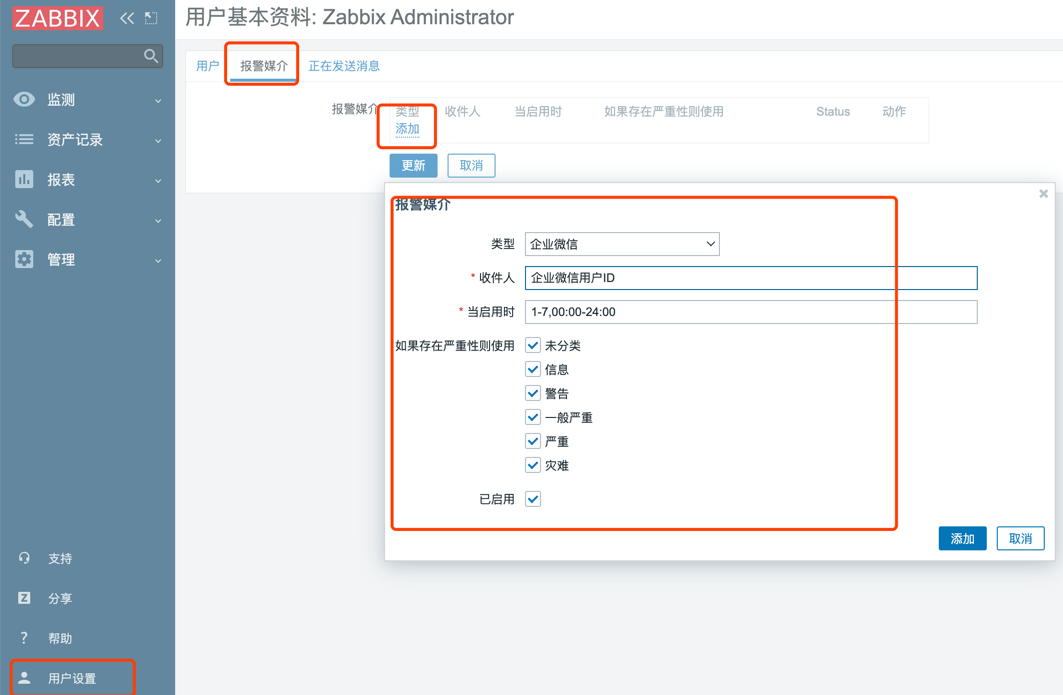 ZABBIX
用户基本资料: Zabbix Administrator
用户 报警媒介 正在发送消息
报警媒介 类型 收件人 当启用时 如果存在严重性则使用 Status 动作
添加
更新 取消
监测
资产记录
报表
配置
管理
报警媒介
类型 企业微信
* 收件人 企业微信用户ID
* 当启用时 1-7,00:00-24:00
如果存在严重性则使用 未分类
信息
警告
一般严重
严重
灾难
已启用
添加 取消
支持
Z 分享
? 帮助
用户设置